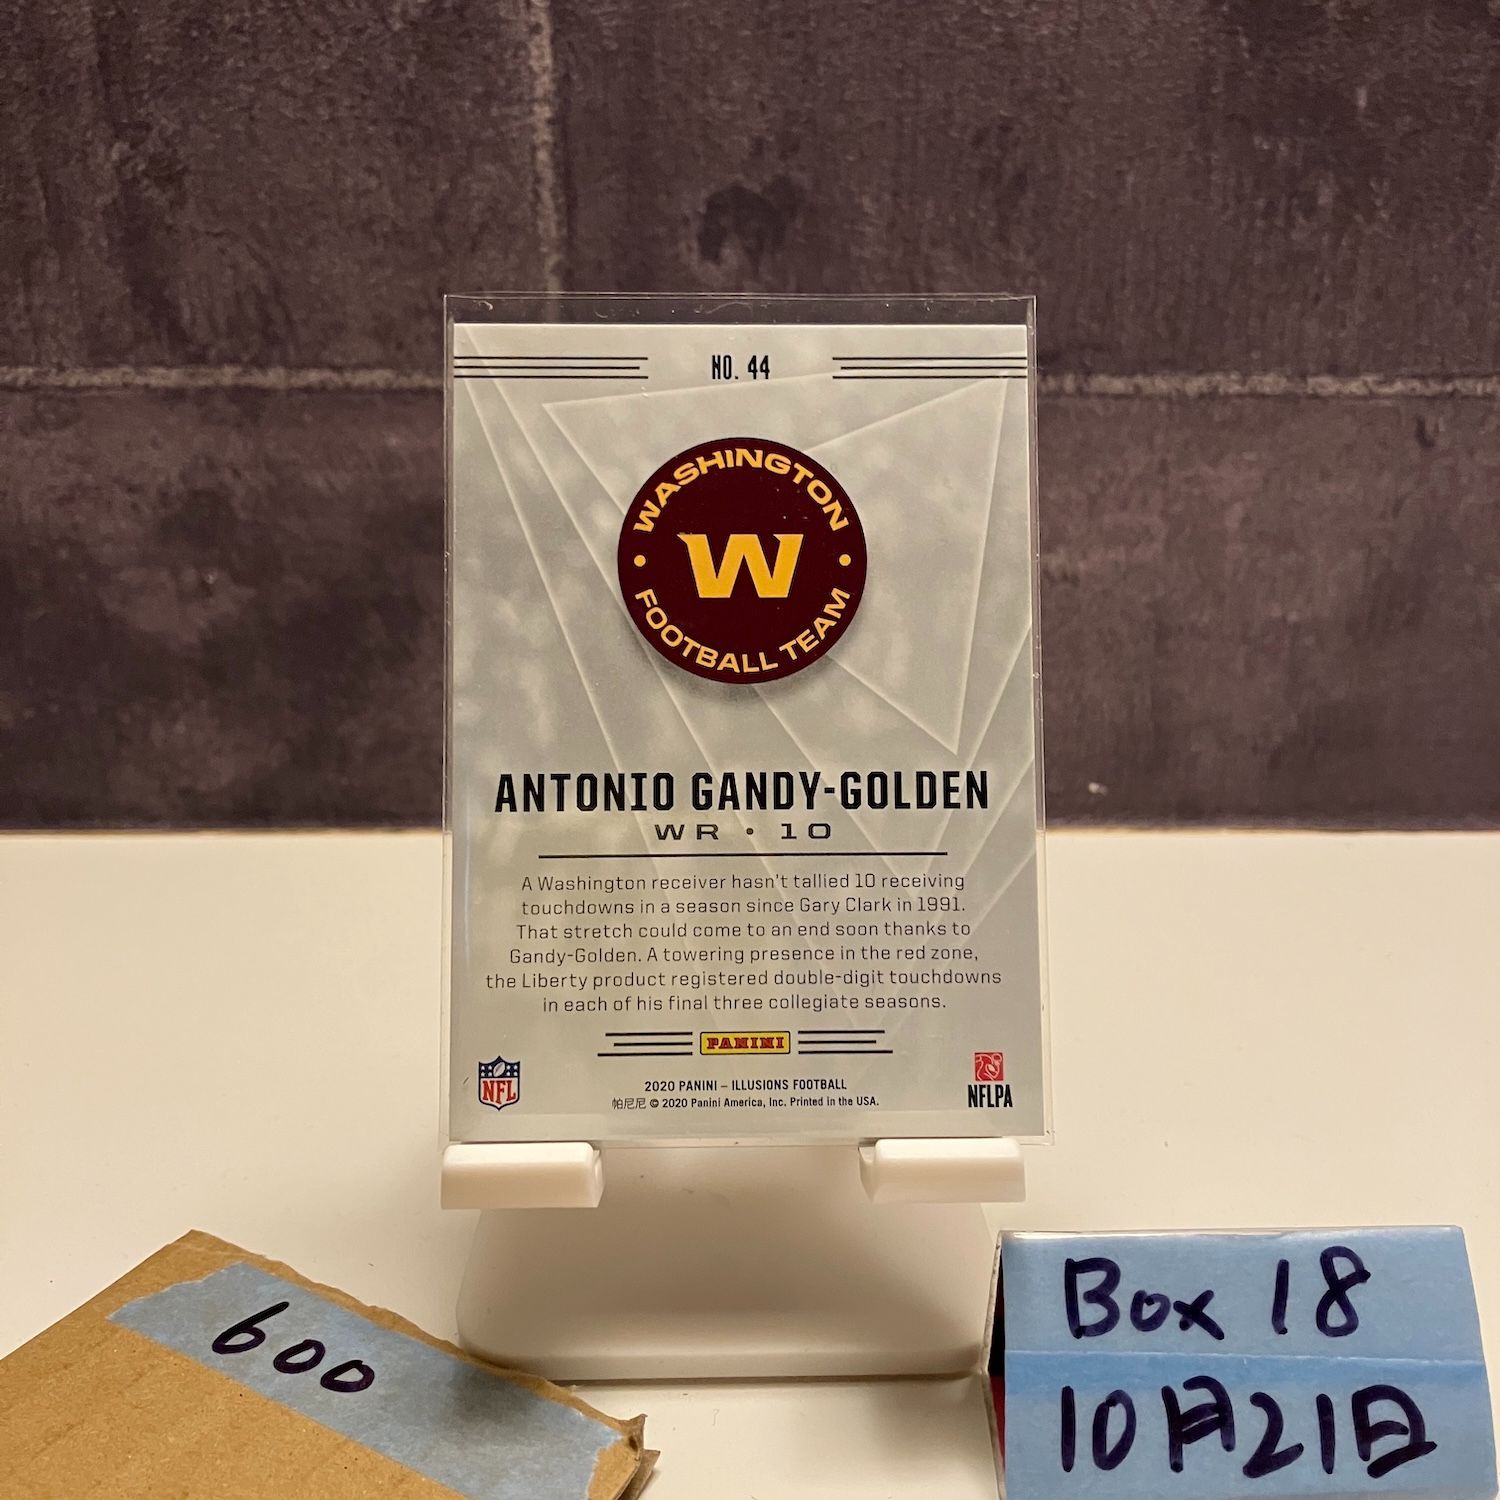 NO. 44
WASHINGTON
W
FOOTBALL TEAM
ANTONIO GANDY-GOLDEN
WR • 10
A Washington receiver hasn't tallied 10 receiving
touchdowns in a season since Gary Clark in 1991.
That stretch could come to an end soon thanks to
Gandy-Golden. A towering presence in the red zone,
the Liberty product registered double-digit touchdowns
in each of his final three collegiate seasons.
PANINI
NFL
2020 PANINI – ILLUSIONS FOOTBALL
帕尼尼 © 2020 Panini America, Inc. Printed in the USA.
NFLPA
600
Box 18
10月21日